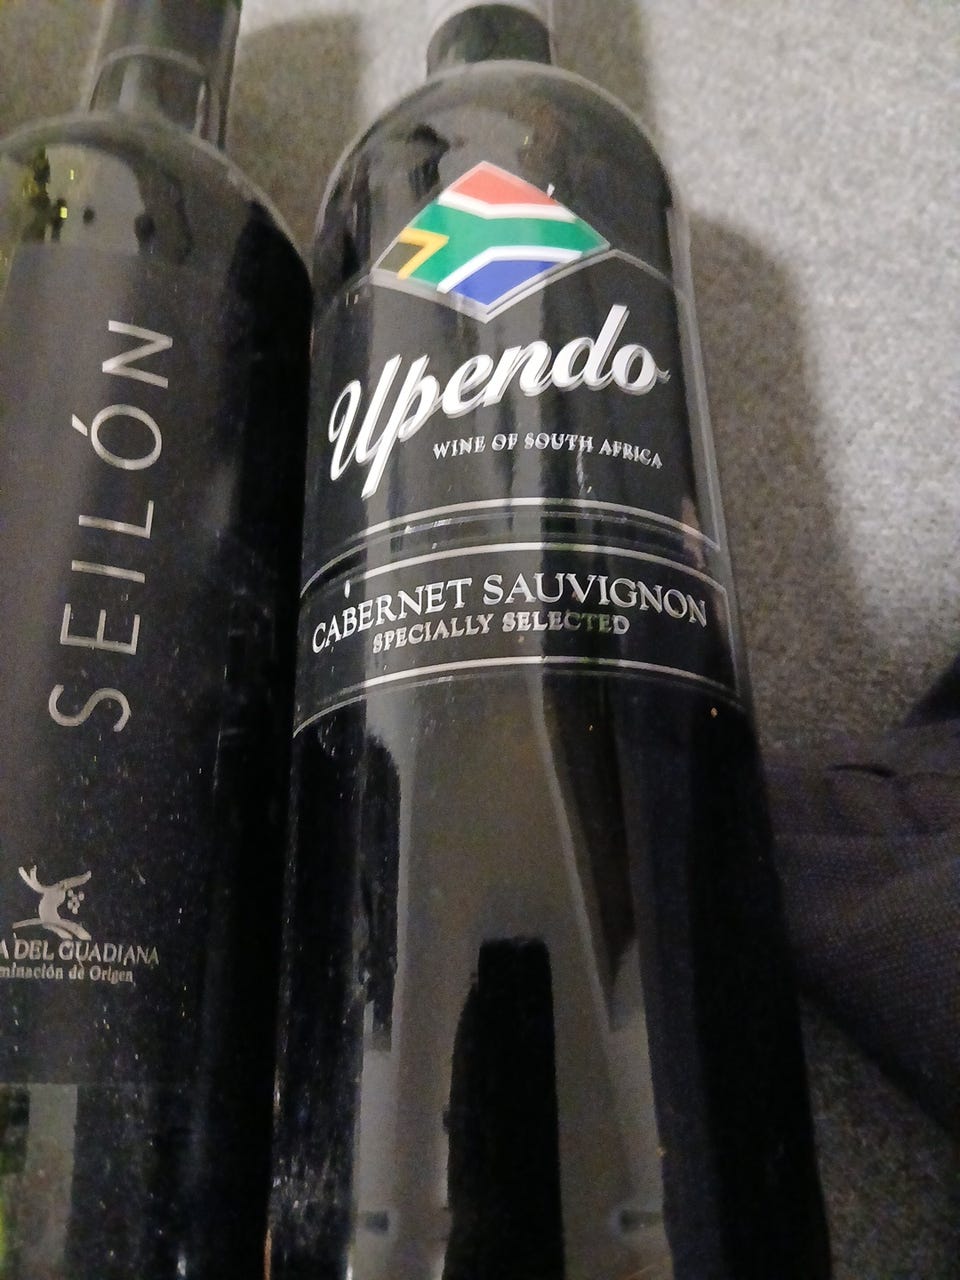 SEILÓN
A DEL GUADIANA
minación de Origen
Upendo
WINE OF SOUTH AFRICA
CABERNET SAUVIGNON
SPECIALLY SELECTED